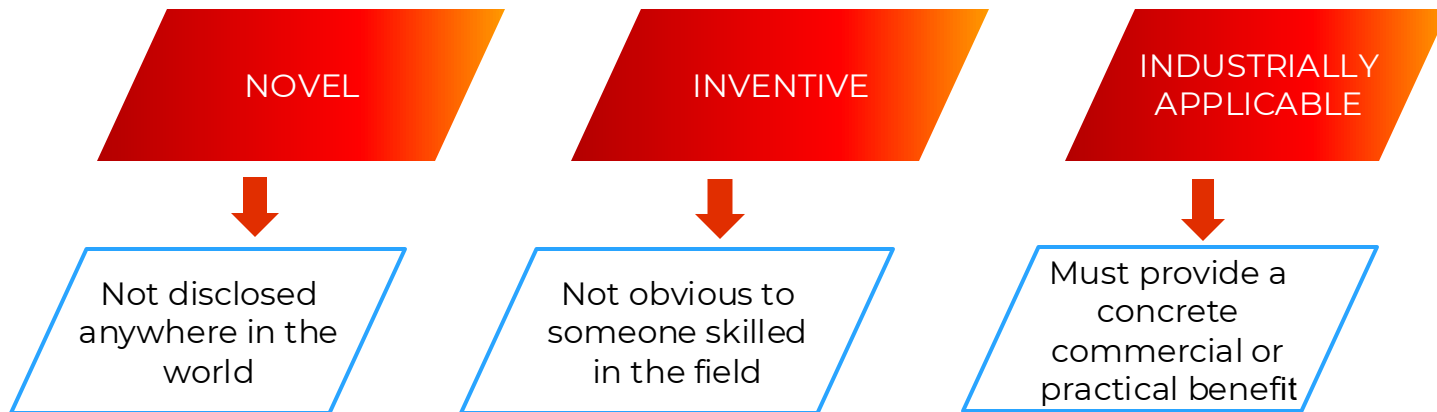 NOVEL
INVENTIVE
INDUSTRIALLY
APPLICABLE
Not disclosed
anywhere in the
world
Not obvious to
someone skilled
in the field
Must provide a
concrete
commercial or
practical benefit